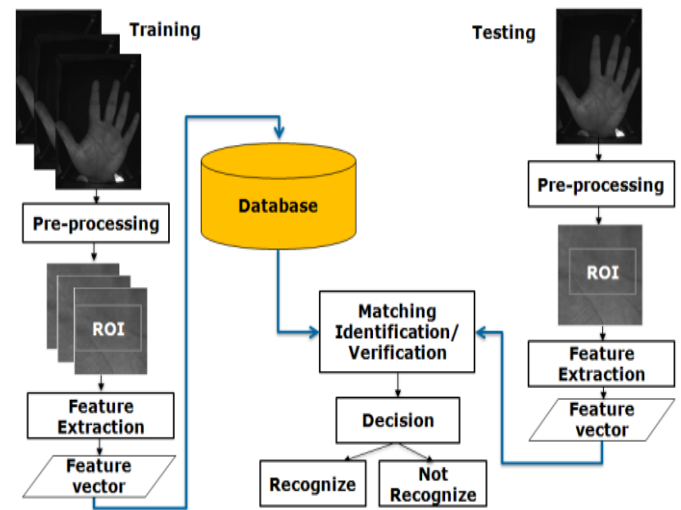 Training
Pre-processing
ROI
Feature
Extraction
Feature
vector
Database
Matching
Identification/
Verification
Decision
Recognize
Not
Recognize
Testing
Pre-processing
ROI
Feature
Extraction
Feature
vector